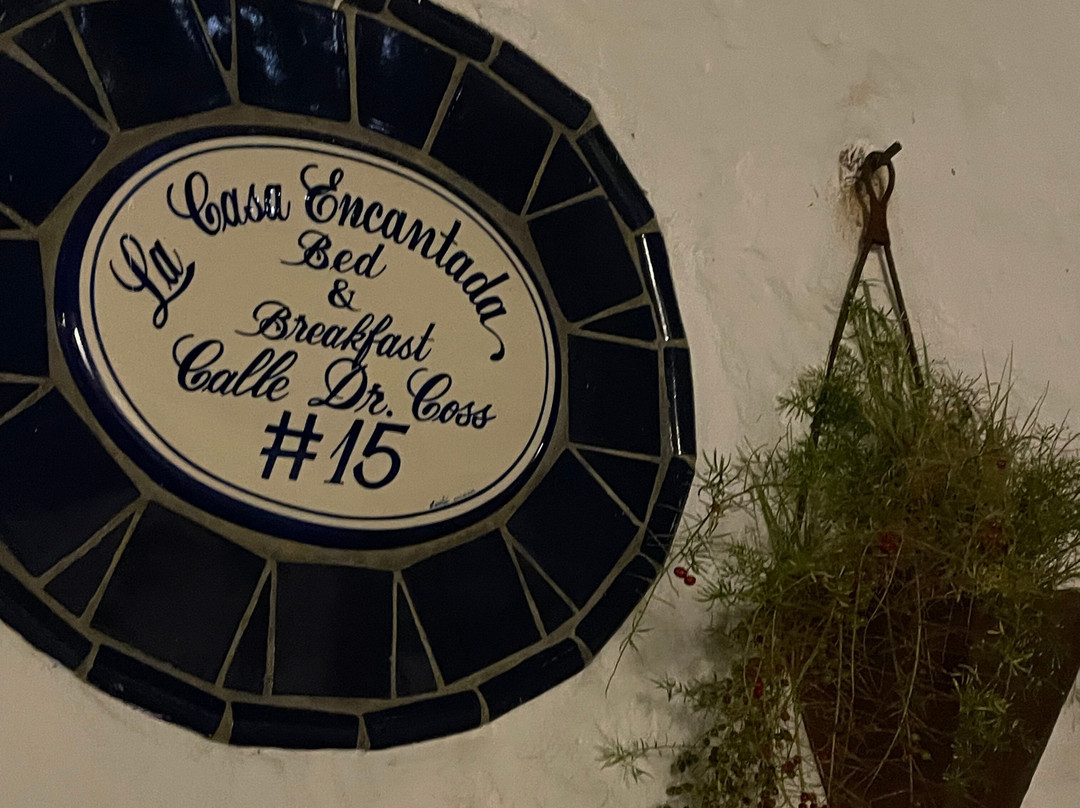 La Casa Encantada
Bed
&
Breakfast
Calle Dr. Coss
#15